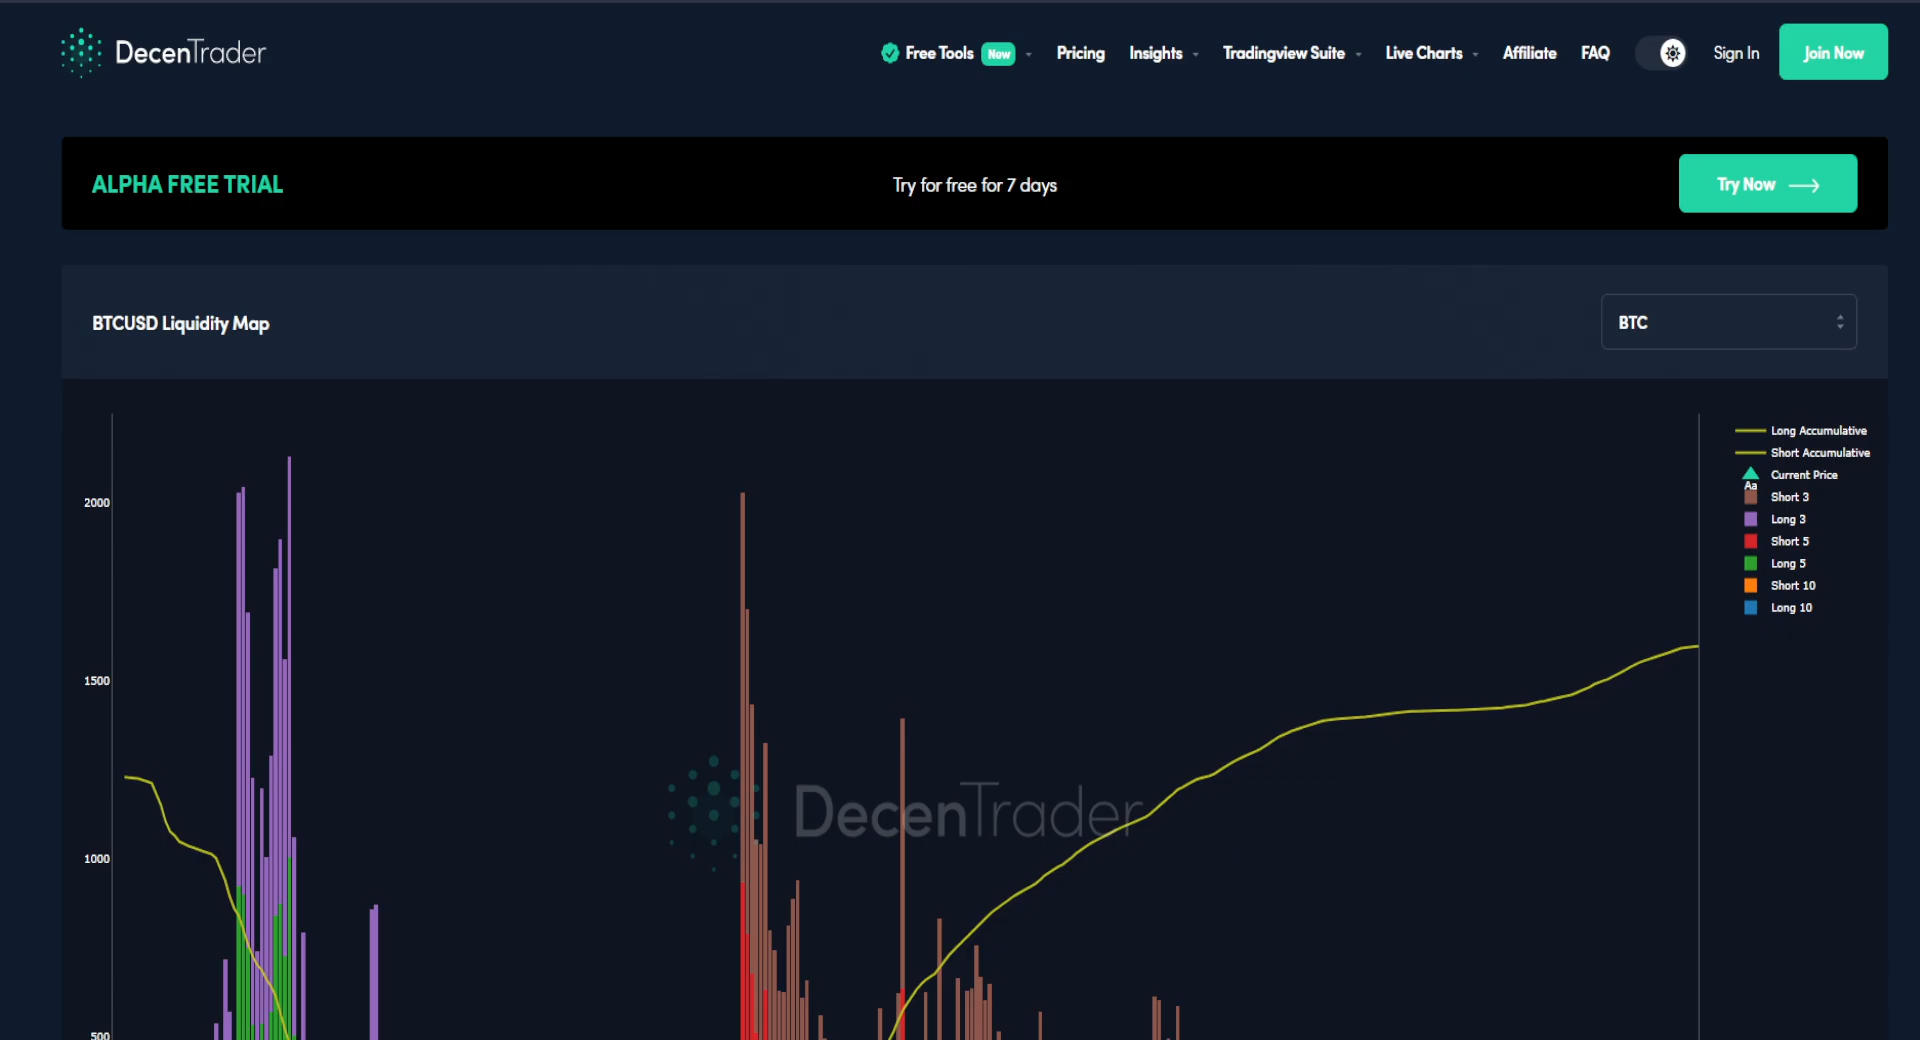 DecenTrader
Free Tools Now Pricing Insights Tradingview Suite Live Charts Affiliate FAQ Sign In Join Now
ALPHA FREE TRIAL Try for free for 7 days Try Now
BTCUSD Liquidity Map BTC
Long Accumulative
Short Accumulative
Current Price
Aa
Short 3
Long 3
Short 5
Long 5
Short 10
Long 10
2000
1500
1000
500
DecenTrader